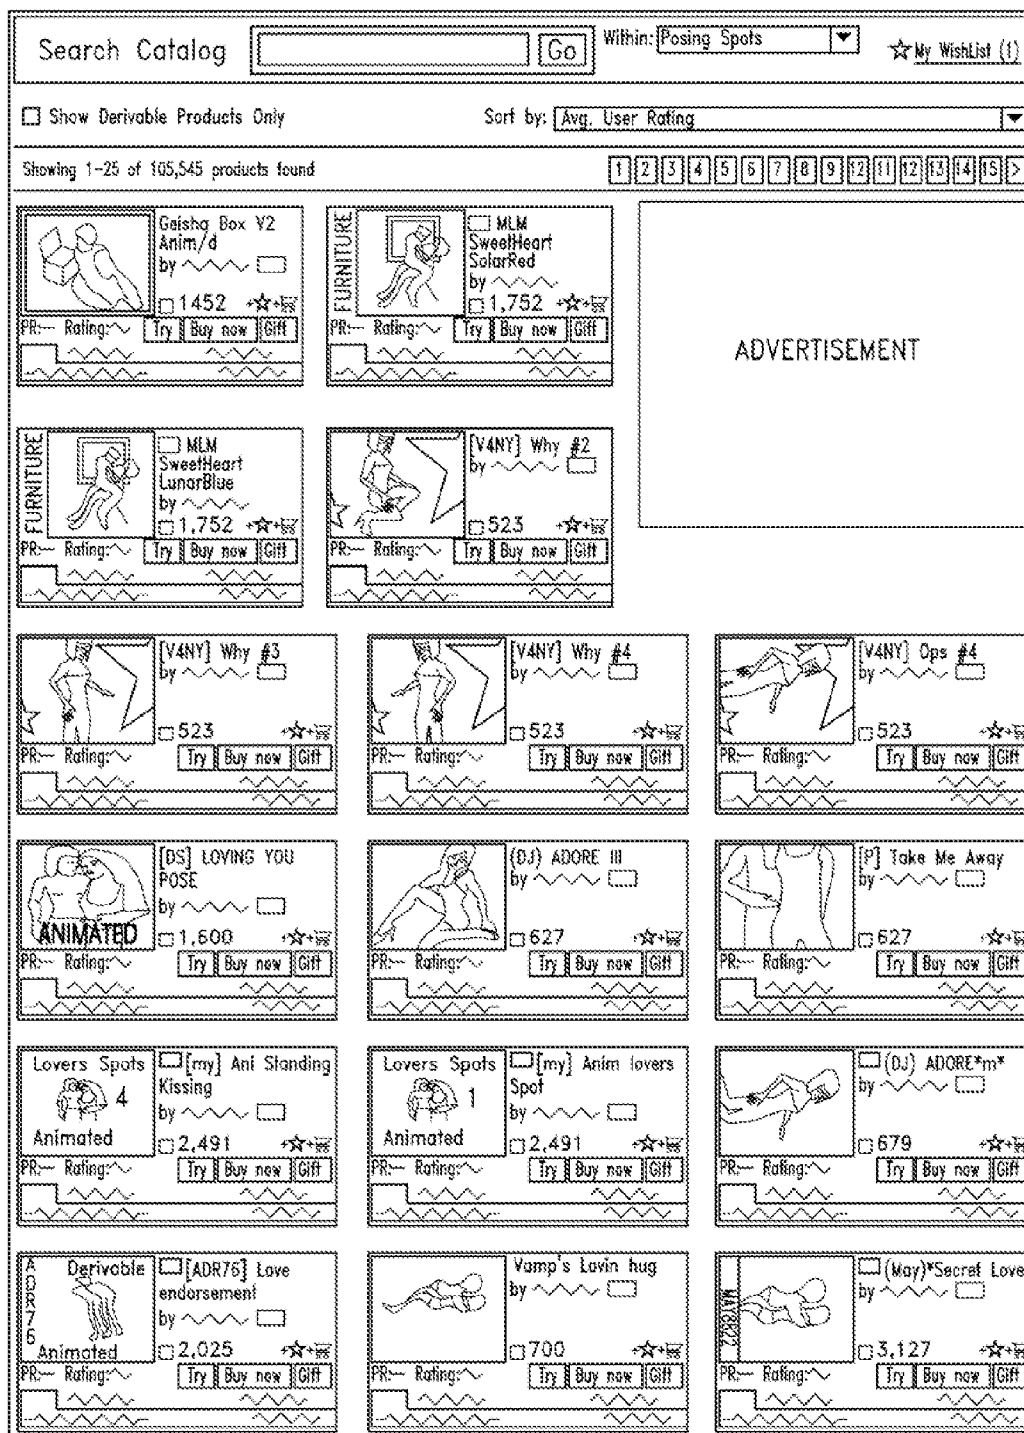 Search Catalog
Go
Within: Posing Spots
My WishList (1)
Show Derivable Products Only
Sort by: Avg. User Rating
Showing 1-25 of 105,545 products found
1 2 3 4 5 6 7 8 9 12 11 12 13 14 15 >
Geisha Box V2
Anim/d
by
1452
PR:— Rating: Try Buy now Gift
FURNITURE
MLM
SweetHeart
SolarRed
by
1,752
PR:— Rating: Try Buy now Gift
ADVERTISEMENT
FURNITURE
MLM
SweetHeart
LunarBlue
by
1,752
PR:— Rating: Try Buy now Gift
[V4NY] Why #2
by
523
PR:— Rating: Try Buy now Gift
[V4NY] Why #3
by
523
PR:— Rating: Try Buy now Gift
[V4NY] Why #4
by
523
PR:— Rating: Try Buy now Gift
[V4NY] Ops #4
by
523
PR:— Rating: Try Buy now Gift
ANIMATED
[DS] LOVING YOU
POSE
by
1,600
PR:— Rating: Try Buy now Gift
(DJ) ADORE III
by
627
PR:— Rating: Try Buy now Gift
[P] Take Me Away
by
627
PR:— Rating: Try Buy now Gift
Lovers Spots
4
Animated
[my] Ani Standing
Kissing
by
2,491
PR:— Rating: Try Buy now Gift
Lovers Spots
1
Animated
[my] Anim lovers
Spot
by
2,491
PR:— Rating: Try Buy now Gift
(DJ) ADORE*m*
by
679
PR:— Rating: Try Buy now Gift
ADR76
Derivable
Animated
[ADR76] Love
endorsement
by
2,025
PR:— Rating: Try Buy now Gift
Vamp's Lovin hug
by
700
PR:— Rating: Try Buy now Gift
(May)*Secret Love
by
3,127
PR:— Rating: Try Buy now Gift